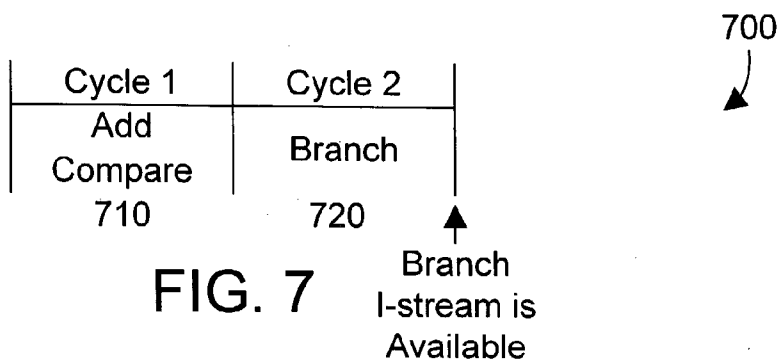 700
Cycle 1 Cycle 2
Add
Compare
Branch
710 720
FIG. 7
Branch
I-stream is
Available